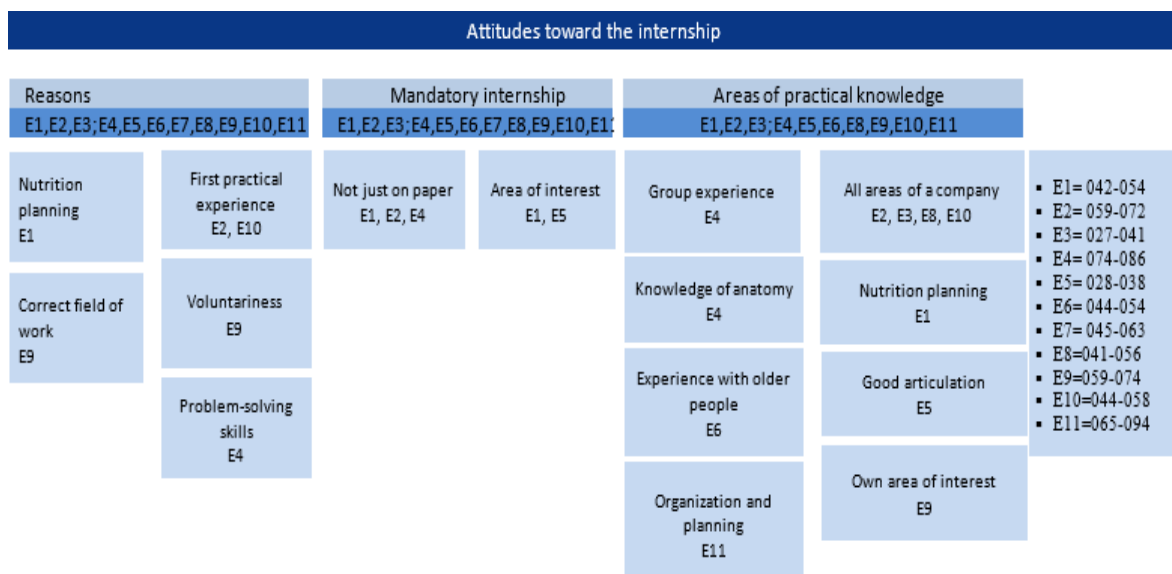 Attitudes toward the internship
Reasons
E1,E2,E3;E4,E5,E6,E7,E8,E9,E10,E11
Mandatory internship
E1,E2,E3;E4,E5,E6,E7,E8,E9,E10,E11
Areas of practical knowledge
E1,E2,E3;E4,E5,E6,E8,E9,E10,E11
Nutrition
planning
E1
Correct field of
work
E9
First practical
experience
E2, E10
Voluntariness
E9
Problem-solving
skills
E4
Not just on paper
E1, E2, E4
Area of interest
E1, E5
Group experience
E4
Knowledge of anatomy
E4
Experience with older
people
E6
Organization and
planning
E11
All areas of a company
E2, E3, E8, E10
Nutrition planning
E1
Good articulation
E5
Own area of interest
E9
▪ E1= 042-054
▪ E2= 059-072
▪ E3= 027-041
▪ E4= 074-086
▪ E5= 028-038
▪ E6= 044-054
▪ E7= 045-063
▪ E8=041-056
▪ E9=059-074
▪ E10=044-058
▪ E11=065-094